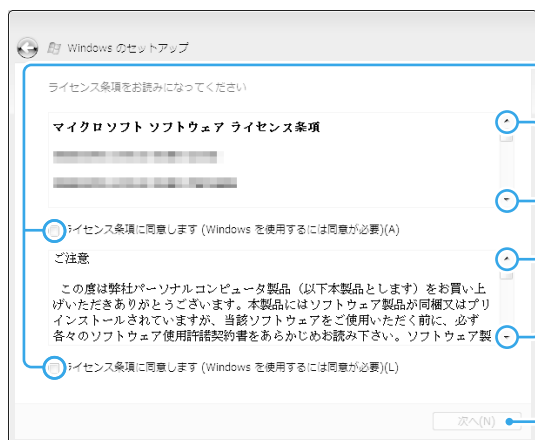 Windows のセットアップ
ライセンス条項をお読みになってください
マイクロソフト ソフトウェア ライセンス条項
ライセンス条項に同意します (Windows を使用するには同意が必要)(A)
ご注意
この度は弊社パーソナルコンピュータ製品（以下本製品とします）をお買い上
げいただきありがとうございます。本製品にはソフトウェア製品が同梱又はプリ
インストールされていますが、当該ソフトウェアをご使用いただく前に、必ず
各々のソフトウェア使用許諾契約書をあらかじめお読み下さい。ソフトウェア製
ライセンス条項に同意します (Windows を使用するには同意が必要)(L)
次へ(N)